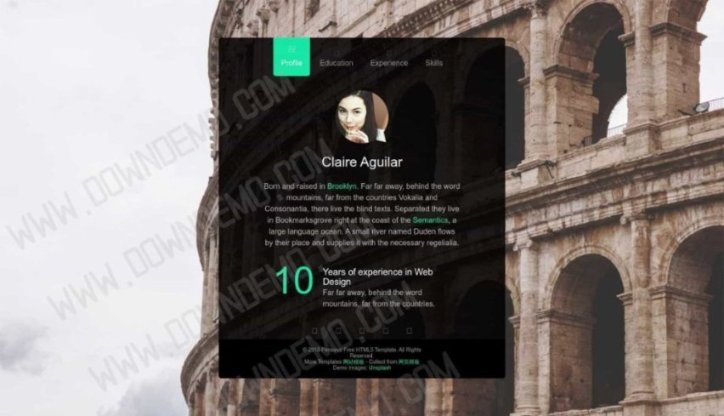 Profile Education Experience Skills
Claire Aguilar
Born and raised in Brooklyn. Far far away, behind the word
mountains, far from the countries Vokalia and
Consonantia, there live the blind texts. Separated they live
in Bookmarksgrove right at the coast of the Semantics, a
large language ocean. A small river named Duden flows
by their place and supplies it with the necessary regelialia.
10
Years of experience in Web
Design
Far far away, behind the word
mountains, far from the countries.
Free HTML5 Template. All Rights
Reserved.
More Templates - Collect from
Demo Images: Unsplash
WWW.DOWNDEMO.COM
WWW.DOWNDEMO.COM
WWW.DOWNDEMO.COM